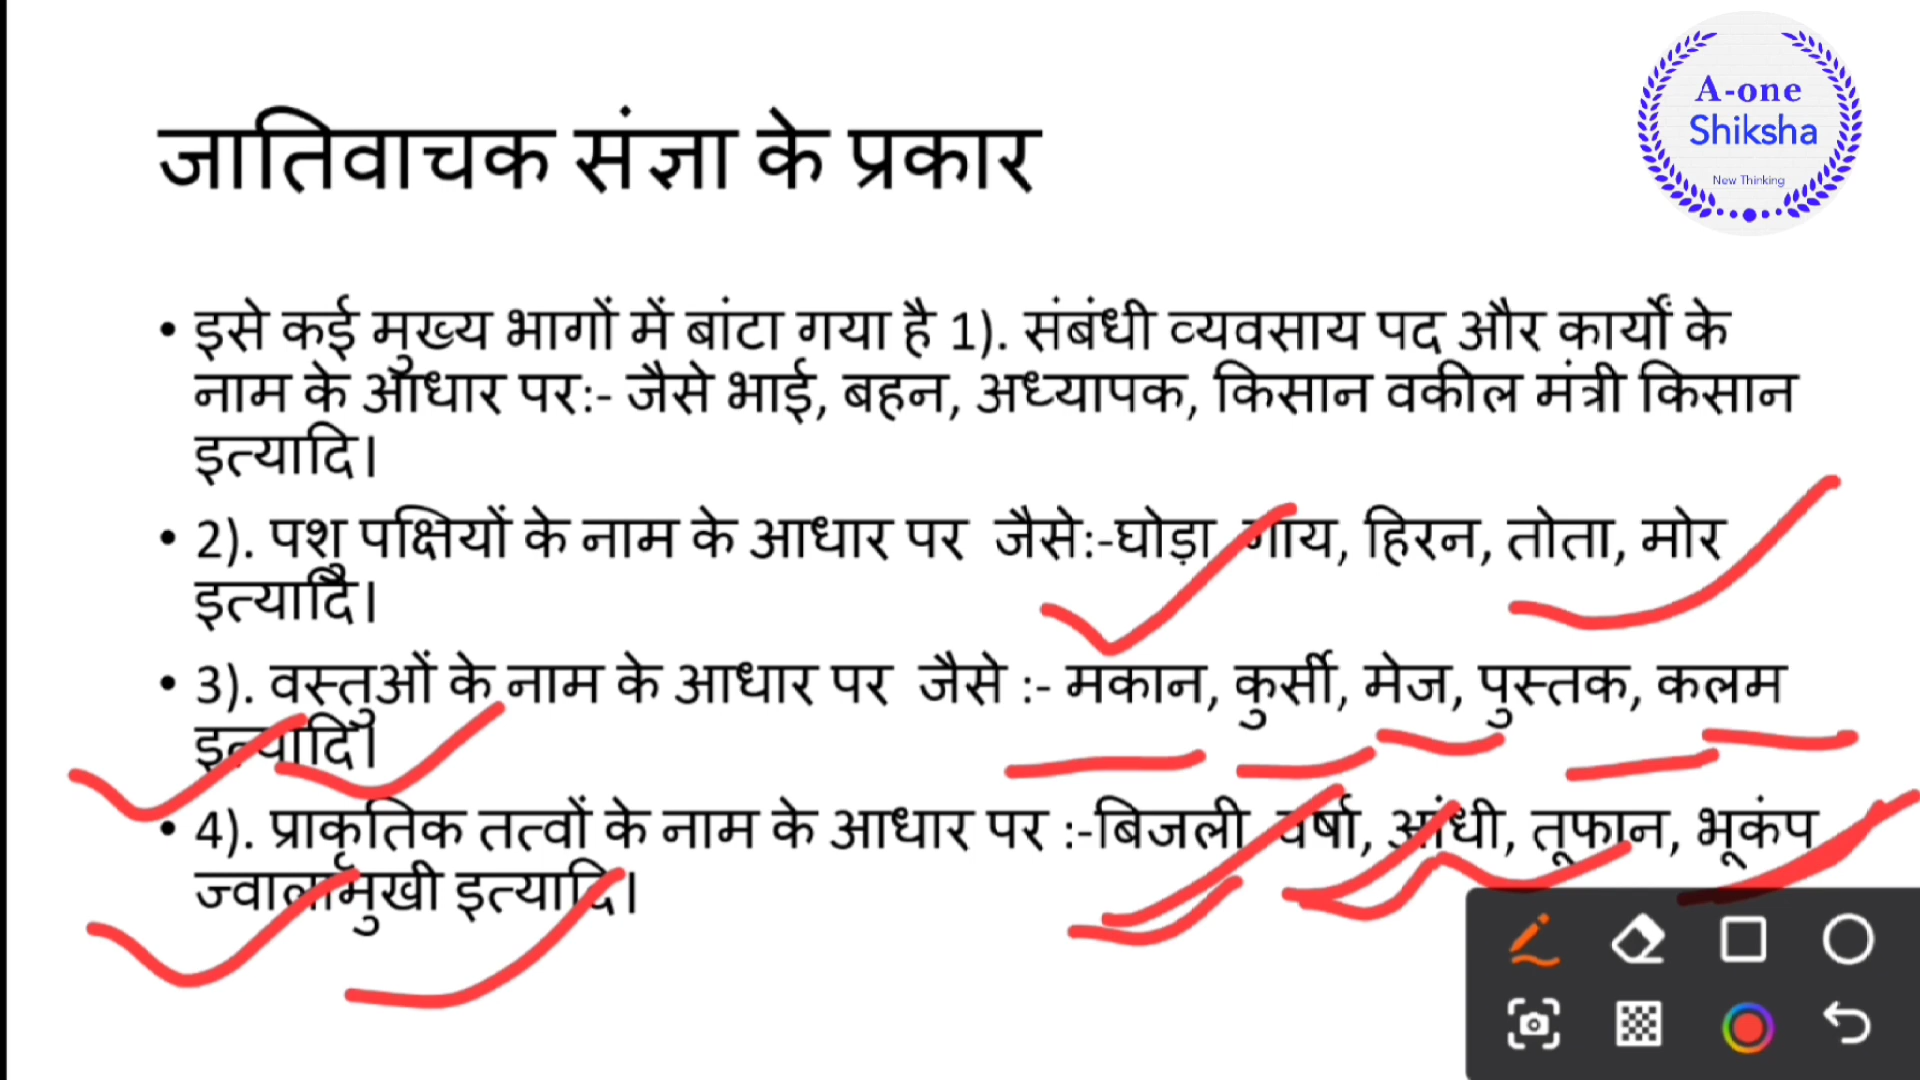 A-one
Shiksha
New Thinking
जातिवाचक संज्ञा के प्रकार
• इसे कई मुख्य भागों में बांटा गया है 1). संबंधी व्यवसाय पद और कार्यों के
नाम के आधार पर:- जैसे भाई, बहन, अध्यापक, किसान वकील मंत्री किसान
इत्यादि।
• 2). पशु पक्षियों के नाम के आधार पर जैसे:-घोड़ा, गाय, हिरन, तोता, मोर
इत्यादि।
• 3). वस्तुओं के नाम के आधार पर जैसे :- मकान, कुर्सी, मेज, पुस्तक, कलम
इत्यादि।
• 4). प्राकृतिक तत्वों के नाम के आधार पर :-बिजली, वर्षा, आंधी, तूफान, भूकंप
ज्वालामुखी इत्यादि।